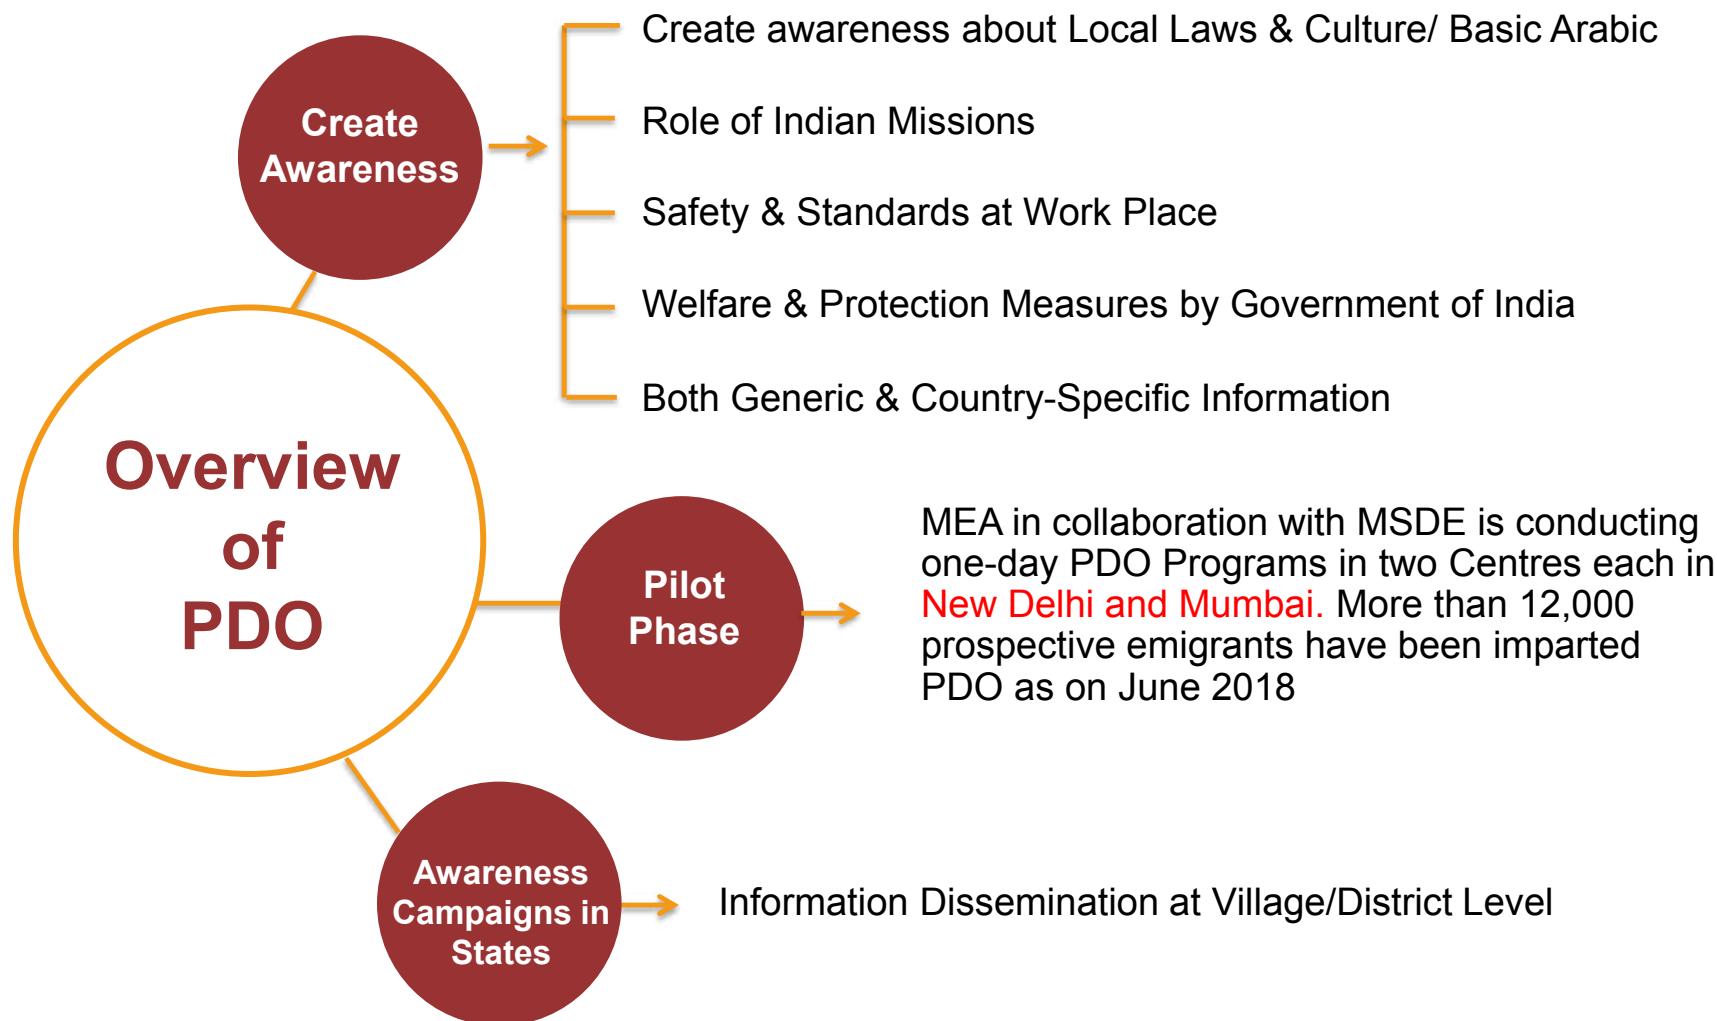 Create
Awareness
Create awareness about Local Laws & Culture/ Basic Arabic
Role of Indian Missions
Safety & Standards at Work Place
Welfare & Protection Measures by Government of India
Both Generic & Country-Specific Information
Overview
of
PDO
Pilot
Phase
MEA in collaboration with MSDE is conducting
one-day PDO Programs in two Centres each in
New Delhi and Mumbai. More than 12,000
prospective emigrants have been imparted
PDO as on June 2018
Awareness
Campaigns in
States
Information Dissemination at Village/District Level